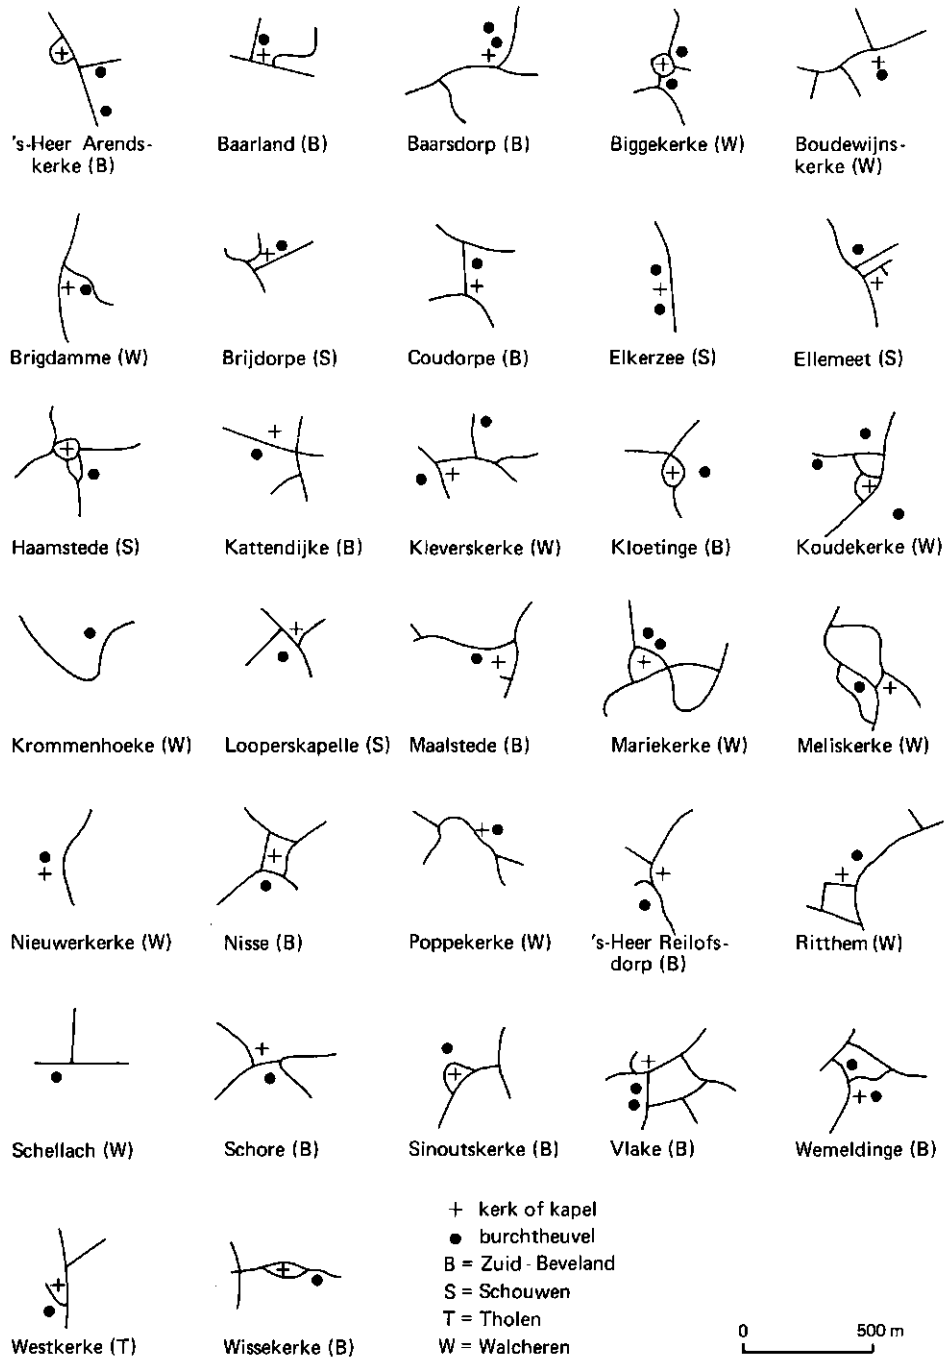 's-Heer Arends-
kerke (B)
Baarland (B)
Baarsdorp (B)
Biggekerke (W)
Boudewijns-
kerke (W)
Brigdamme (W)
Brijdorpe (S)
Coudorpe (B)
Elkerzee (S)
Ellemeet (S)
Haamstede (S)
Kattendijke (B)
Kleverskerke (W)
Kloetinge (B)
Koudekerke (W)
Krommenhoeke (W)
Looperskapelle (S)
Maalstede (B)
Mariekerke (W)
Meliskerke (W)
Nieuwerkerke (W)
Nisse (B)
Poppekerke (W)
's-Heer Reilofs-
dorp (B)
Ritthem (W)
Schellach (W)
Schore (B)
Sinoutskerke (B)
Vlake (B)
Wemeldinge (B)
Westkerke (T)
Wissekerke (B)
+ kerk of kapel
● burchtheuvel
B = Zuid-Beveland
S = Schouwen
T = Tholen
W = Walcheren
0 500 m